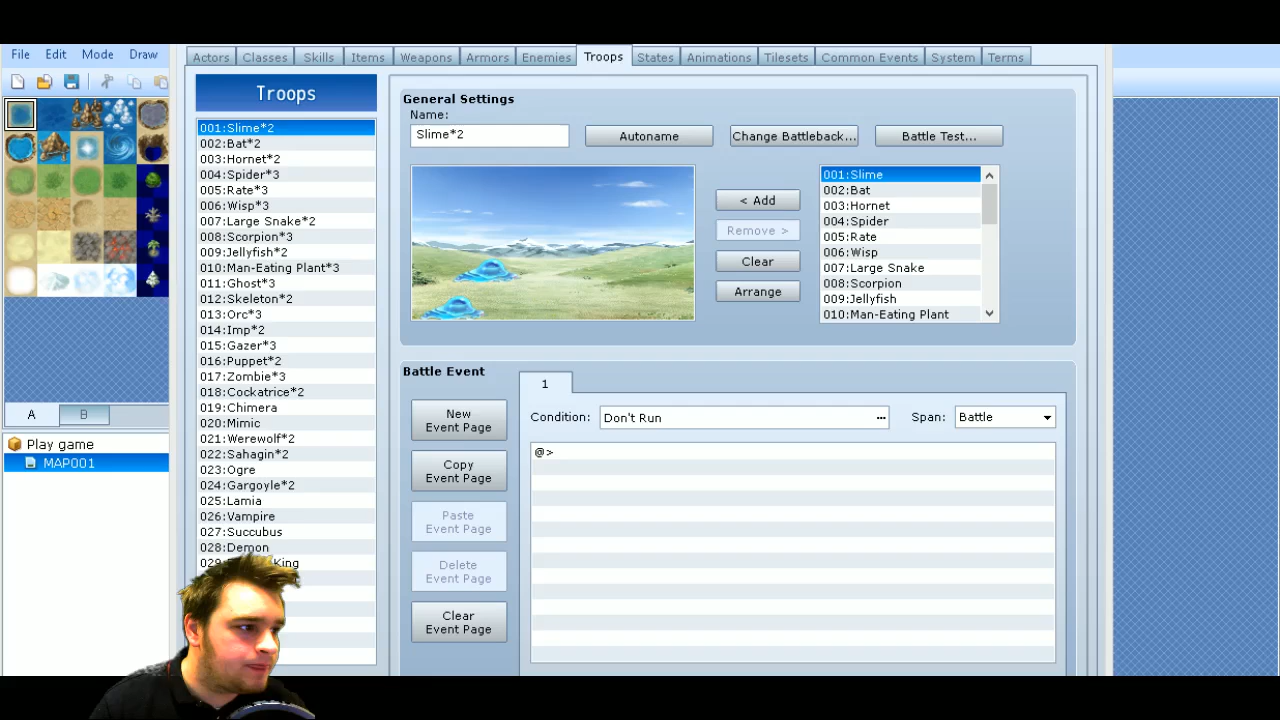 File Edit Mode Draw
Actors Classes Skills Items Weapons Armors Enemies Troops States Animations Tilesets Common Events System Terms
Troops
001:Slime*2
002:Bat*2
003:Hornet*2
004:Spider*3
005:Rate*3
006:Wisp*3
007:Large Snake*2
008:Scorpion*3
009:Jellyfish*2
010:Man-Eating Plant*3
011:Ghost*3
012:Skeleton*2
013:Orc*3
014:Imp*2
015:Gazer*3
016:Puppet*2
017:Zombie*3
018:Cockatrice*2
019:Chimera
020:Mimic
021:Werewolf*2
022:Sahagin*2
023:Ogre
024:Gargoyle*2
025:Lamia
026:Vampire
027:Succubus
028:Demon
King
General Settings
Name:
Slime*2
Autoname
Change Battleback...
Battle Test...
< Add
Remove >
Clear
Arrange
001:Slime
002:Bat
003:Hornet
004:Spider
005:Rate
006:Wisp
007:Large Snake
008:Scorpion
009:Jellyfish
010:Man-Eating Plant
Battle Event
New
Event Page
Copy
Event Page
Paste
Event Page
Delete
Event Page
Clear
Event Page
1
Condition: Don't Run ... Span: Battle
@>
A B
Play game
MAP001